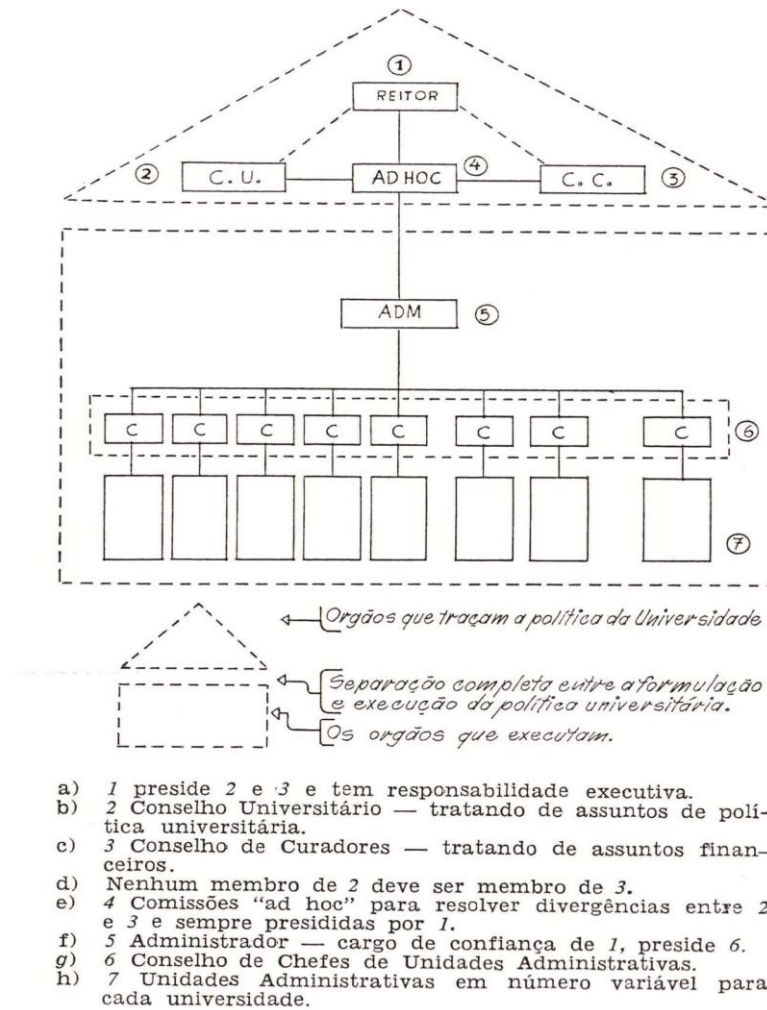 1
REITOR
2
C. U.
AD HOC
4
C. C.
3
ADM
5
C
C
C
C
C
C
C
C
6
7
Orgãos que traçam a política da Universidade
Separação completa entre a formulação
e execução da política universitária.
Os orgãos que executam.
a) 1 preside 2 e 3 e tem responsabilidade executiva.
b) 2 Conselho Universitário — tratando de assuntos de polí-
tica universitária.
c) 3 Conselho de Curadores — tratando de assuntos finan-
ceiros.
d) Nenhum membro de 2 deve ser membro de 3.
e) 4 Comissões “ad hoc” para resolver divergências entre 2
e 3 e sempre presididas por 1.
f) 5 Administrador — cargo de confiança de 1, preside 6.
g) 6 Conselho de Chefes de Unidades Administrativas.
h) 7 Unidades Administrativas em número variável para
cada universidade.